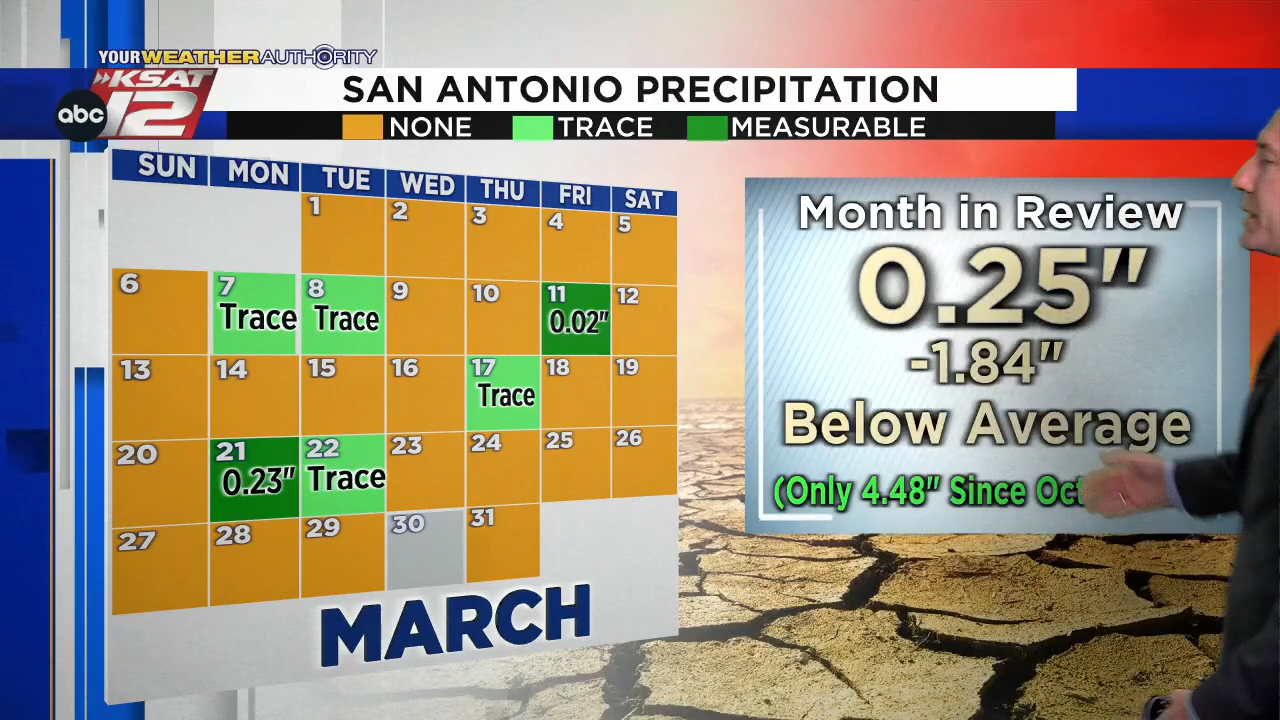 YOUR WEATHER AUTHORITY
KSAT
abc 12
SAN ANTONIO PRECIPITATION
NONE TRACE MEASURABLE
SUN MON TUE WED THU FRI SAT
1 2 3 4 5
6 7 8 9 10 11 12
Trace Trace 0.02"
13 14 15 16 17 18 19
Trace
20 21 22 23 24 25 26
0.23" Trace
27 28 29 30 31
MARCH
Month in Review
0.25"
-1.84"
Below Average
(Only 4.48" Since Oct